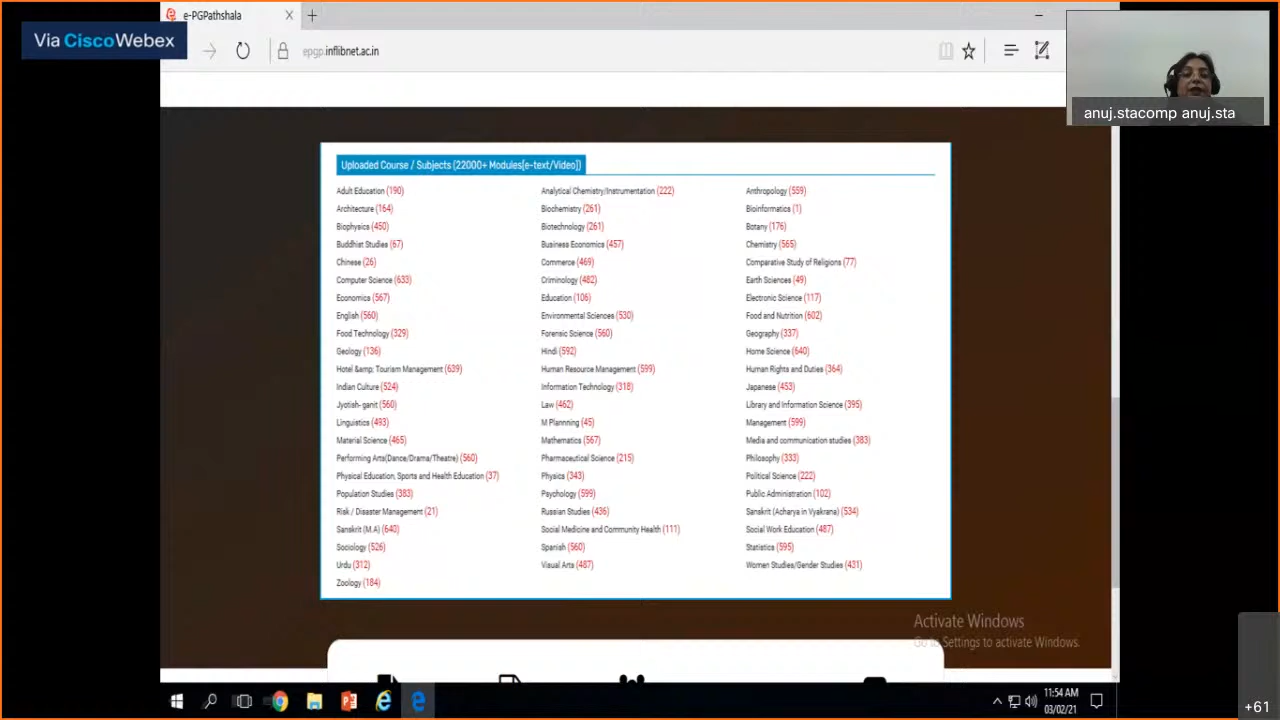 e-PGPathshala
Via CiscoWebex
epgp.inflibnet.ac.in
anuj.stacomp anuj.sta
Uploaded Course / Subjects (22000+ Modules[e-text/Video])
Adult Education (190) Analytical Chemistry/Instrumentation (222) Anthropology (559)
Architecture (164) Biochemistry (261) Bioinformatics (1)
Biophysics (450) Biotechnology (261) Botany (176)
Buddhist Studies (67) Business Economics (457) Chemistry (565)
Chinese (26) Commerce (469) Comparative Study of Religions (77)
Computer Science (633) Criminology (482) Earth Sciences (49)
Economics (567) Education (106) Electronic Science (117)
English (560) Environmental Sciences (530) Food and Nutrition (602)
Food Technology (329) Forensic Science (560) Geography (337)
Geology (136) Hindi (592) Home Science (640)
Hotel &amp; Tourism Management (639) Human Resource Management (599) Human Rights and Duties (364)
Indian Culture (524) Information Technology (318) Japanese (453)
Jyotish- ganit (560) Law (462) Library and Information Science (395)
Linguistics (493) M Plannning (45) Management (599)
Material Science (465) Mathematics (567) Media and communication studies (383)
Performing Arts(Dance/Drama/Theatre) (560) Pharmaceutical Science (215) Philosophy (333)
Physical Education, Sports and Health Education (37) Physics (343) Political Science (222)
Population Studies (383) Psychology (599) Public Administration (102)
Risk / Disaster Management (21) Russian Studies (436) Sanskrit (Acharya in Vyakrana) (534)
Sanskrit (M.A) (640) Social Medicine and Community Health (111) Social Work Education (487)
Sociology (526) Spanish (560) Statistics (595)
Urdu (312) Visual Arts (487) Women Studies/Gender Studies (431)
Zoology (184)
Activate Windows
Go to Settings to activate Windows.
11:54 AM
03/02/21
+61